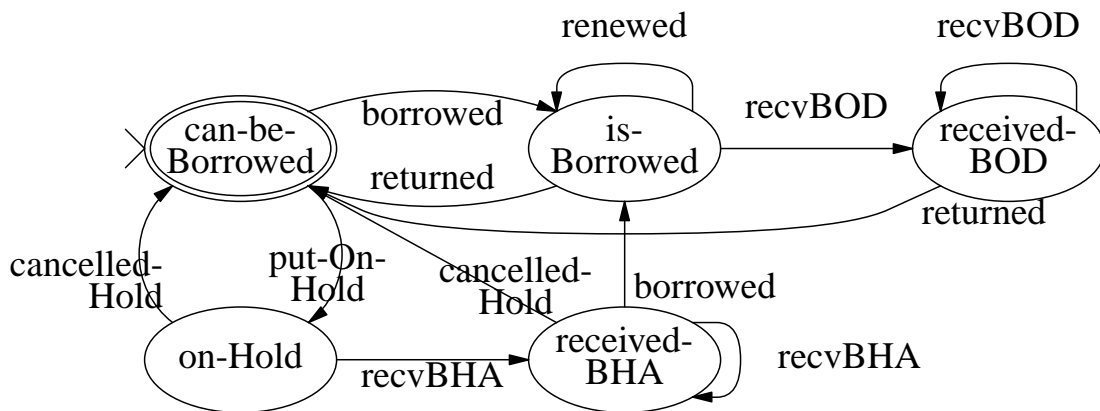 renewed
recvBOD
can-be-
Borrowed
borrowed
is-
Borrowed
recvBOD
received-
BOD
returned
returned
cancelled-
Hold
put-On-
Hold
cancelled-
Hold
borrowed
on-Hold
recvBHA
received-
BHA
recvBHA